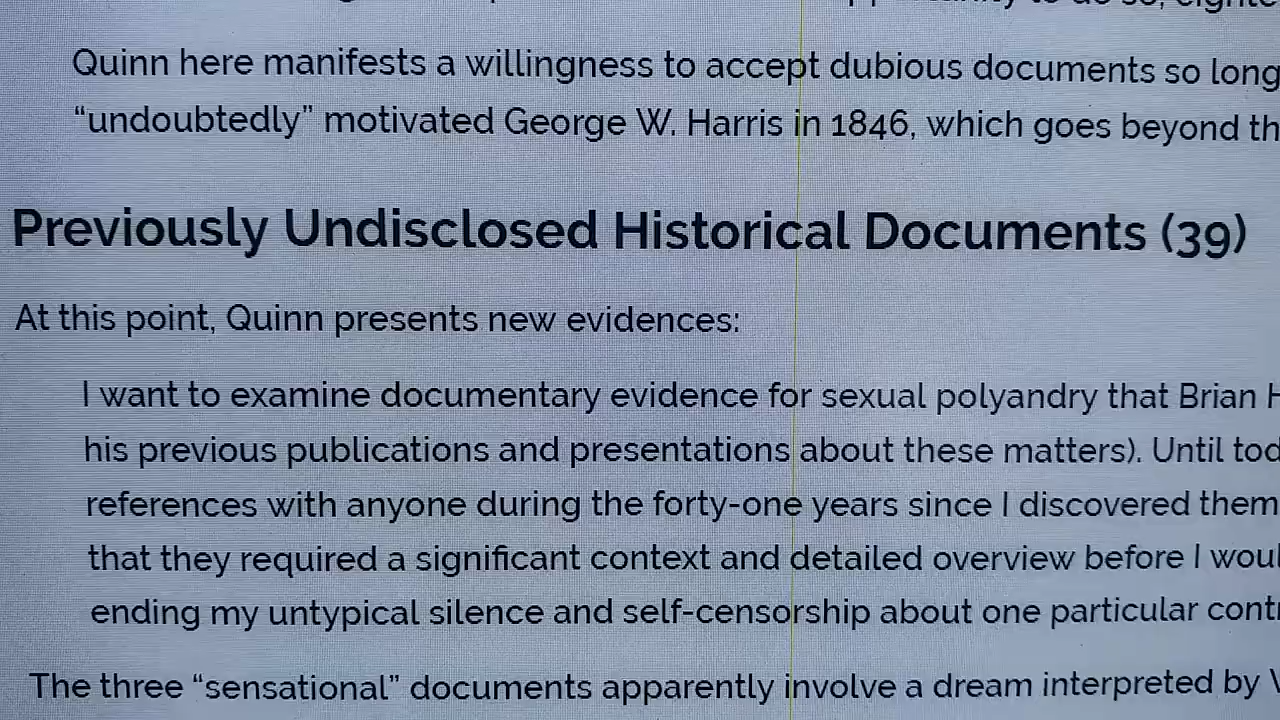 Quinn here manifests a willingness to accept dubious documents so long
“undoubtedly” motivated George W. Harris in 1846, which goes beyond th
Previously Undisclosed Historical Documents (39)
At this point, Quinn presents new evidences:
I want to examine documentary evidence for sexual polyandry that Brian H
his previous publications and presentations about these matters). Until tod
references with anyone during the forty-one years since I discovered them
that they required a significant context and detailed overview before I woul
ending my untypical silence and self-censorship about one particular cont
The three “sensational” documents apparently involve a dream interpreted by